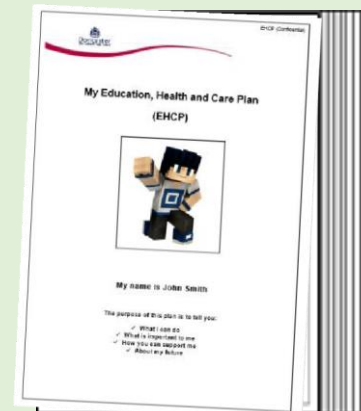 EHCP (Confidential)
My Education, Health and Care Plan
(EHCP)
My name is John Smith
The purpose of this plan is to tell you:
✓ What I can do
✓ What is important to me
✓ How you can support me
✓ About my future